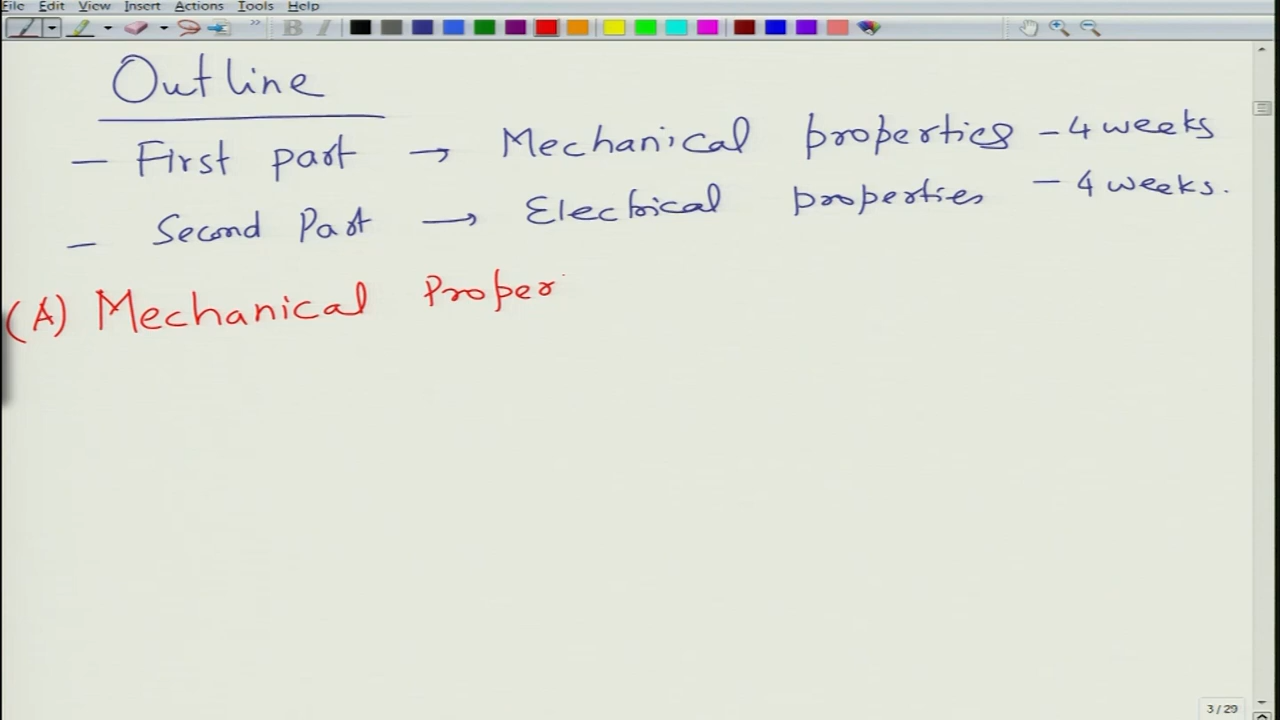 File Edit View Insert Actions Tools Help
Outline
- First part → Mechanical properties - 4 weeks
- Second Part → Electrical properties - 4 weeks.
(A) Mechanical Proper
3 / 29